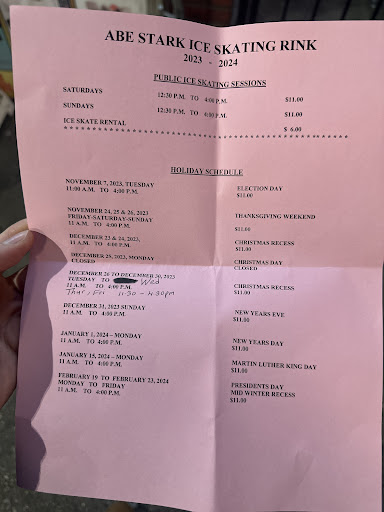 ABE STARK ICE SKATING RINK
2023 - 2024
PUBLIC ICE SKATING SESSIONS
SATURDAYS 12:30 P.M. TO 4:00 P.M. $11.00
SUNDAYS 12:30 P.M. TO 4:00 P.M. $11.00
ICE SKATE RENTAL $ 6.00
HOLIDAY SCHEDULE
NOVEMBER 7, 2023, TUESDAY ELECTION DAY
11:00 A.M. TO 4:00 P.M. $11.00
NOVEMBER 24, 25 & 26, 2023 THANKSGIVING WEEKEND
FRIDAY-SATURDAY-SUNDAY
11 A.M. TO 4:00 P.M. $11.00
DECEMBER 23 & 24, 2023, CHRISTMAS RECESS
11 A.M. TO 4:00 P.M. $11.00
DECEMBER 25, 2023, MONDAY CHRISTMAS DAY
CLOSED CLOSED
DECEMBER 26 TO DECEMBER 30, 2023
TUESDAY TO Wed CHRISTMAS RECESS
11 A.M. TO 4:00 P.M. $11.00
Thur, Fri 11:30 - 4:30pm
DECEMBER 31, 2023 SUNDAY NEW YEARS EVE
11 A.M. TO 4:00 P.M. $11.00
JANUARY 1, 2024 – MONDAY NEW YEARS DAY
11 A.M. TO 4:00 P.M. $11.00
JANUARY 15, 2024 – MONDAY MARTIN LUTHER KING DAY
11 A.M. TO 4:00 P.M. $11.00
FEBRUARY 19 TO FEBRUARY 23, 2024 PRESIDENTS DAY
MONDAY TO FRIDAY MID WINTER RECESS
11 A.M. TO 4:00 P.M. $11.00